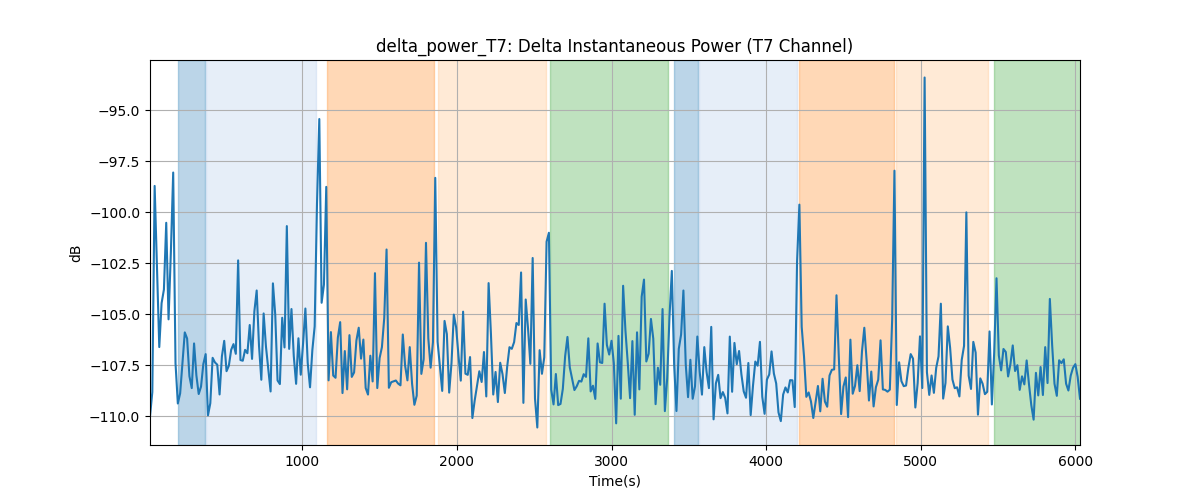 delta_power_T7: Delta Instantaneous Power (T7 Channel)
−95.0
−97.5
−100.0
−102.5
−105.0
−107.5
−110.0
dB
1000 2000 3000 4000 5000 6000
Time(s)